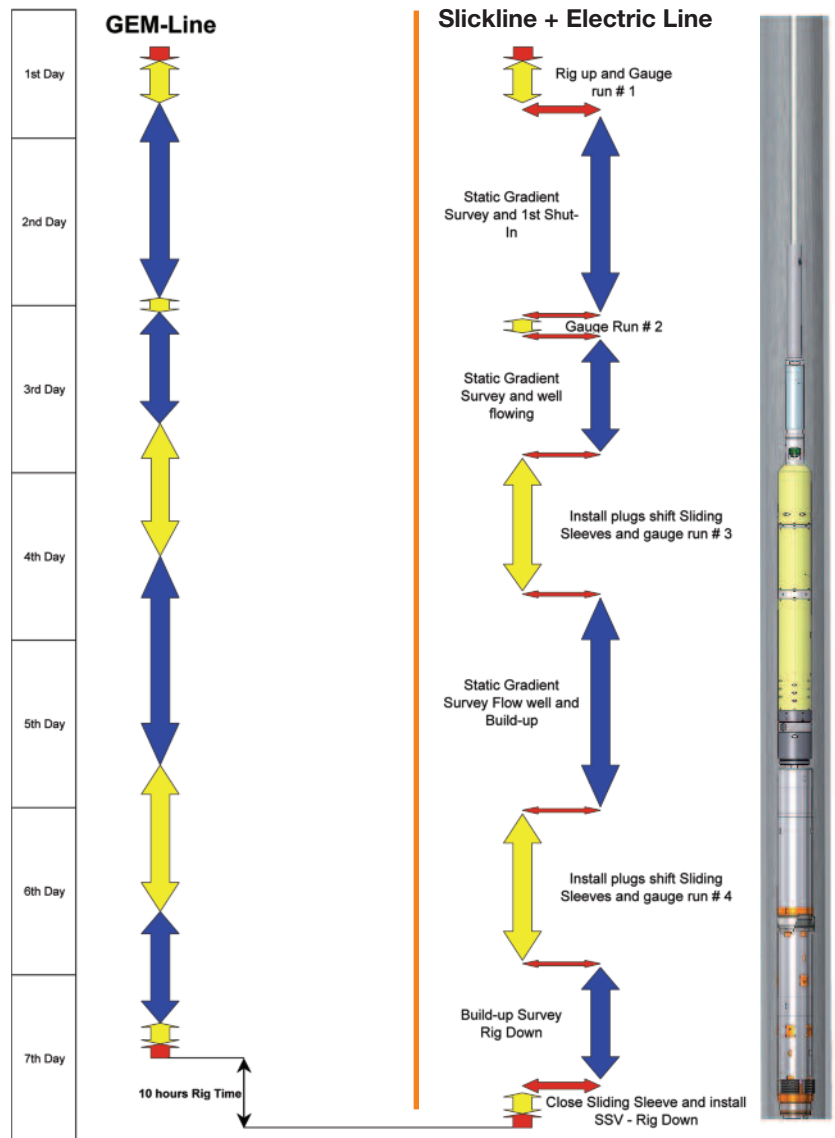 GEM-Line
Slickline + Electric Line
1st Day
2nd Day
3rd Day
4th Day
5th Day
6th Day
7th Day
10 hours Rig Time
Rig up and Gauge
run # 1
Static Gradient
Survey and 1st Shut-
In
Gauge Run # 2
Static Gradient
Survey and well
flowing
Install plugs shift Sliding
Sleeves and gauge run # 3
Static Gradient
Survey Flow well and
Build-up
Install plugs shift Sliding
Sleeves and gauge run # 4
Build-up Survey
Rig Down
Close Sliding Sleeve and install
SSV - Rig Down